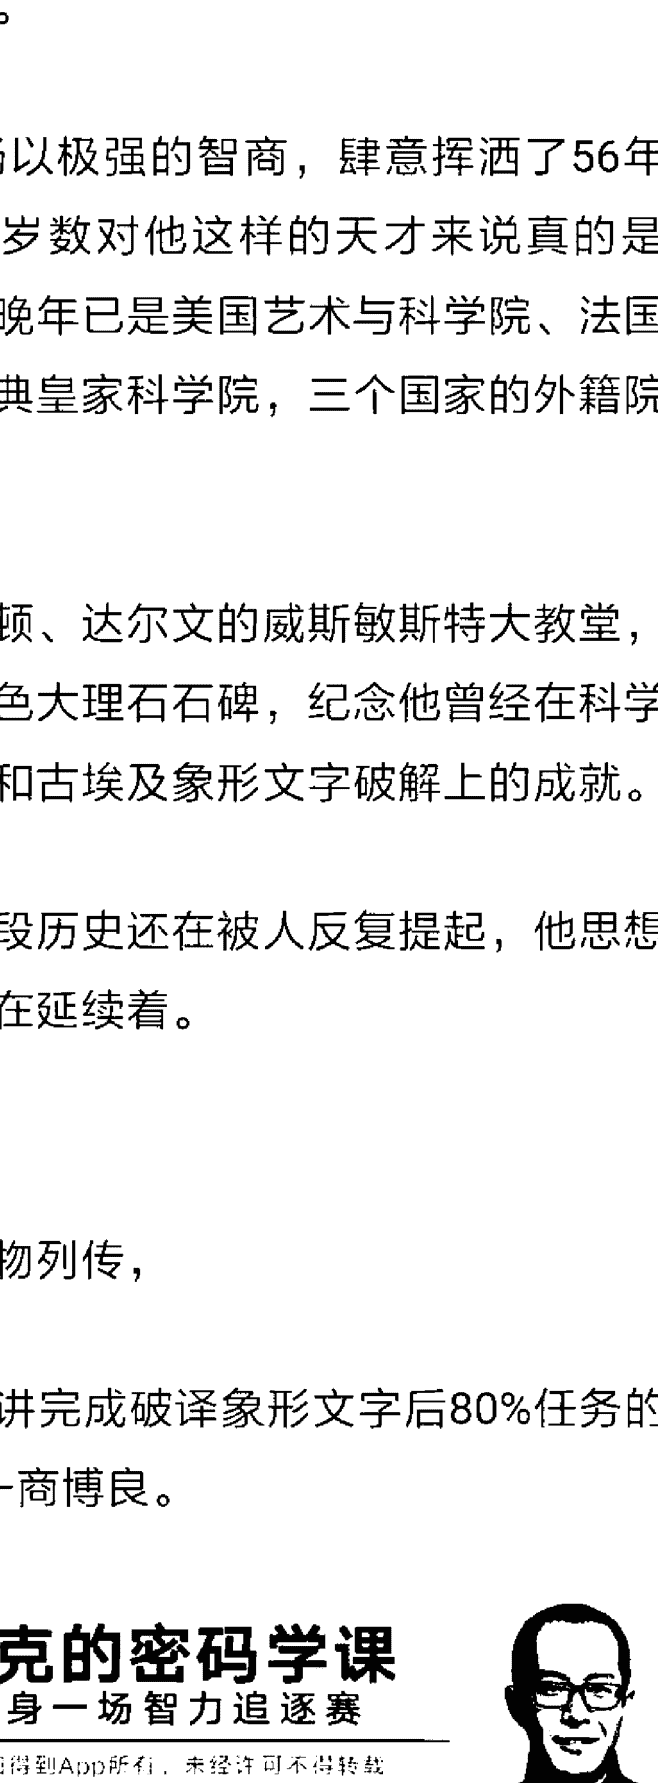 。
以极强的智商，肆意挥洒了56年
岁数对他这样的天才来说真的是
晚年已是美国艺术与科学院、法国
典皇家科学院，三个国家的外籍院
顿、达尔文的威斯敏斯特大教堂，
色大理石石碑，纪念他曾经在科学
和古埃及象形文字破解上的成就。
段历史还在被人反复提起，他思想
在延续着。
物列传，
讲完成破译象形文字后80%任务的
商博良。
克的密码学课
身一场智力追逐赛
得到App所有，未经许可不得转载